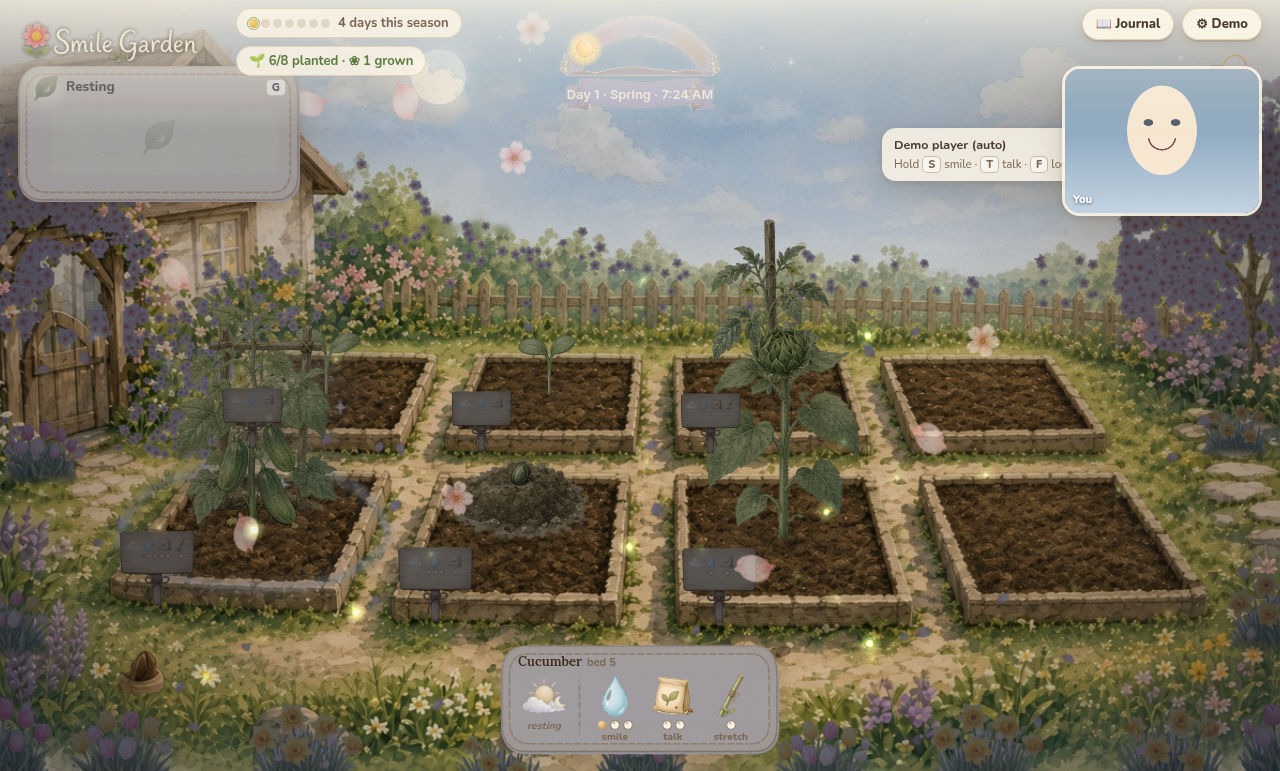 Smile Garden
4 days this season
6/8 planted · 1 grown
Resting
G
Day 1 · Spring · 7:24 AM
Journal
Demo
Demo player (auto)
Hold S smile · T talk · F lo
You
Cucumber bed 5
resting
smile
talk
stretch